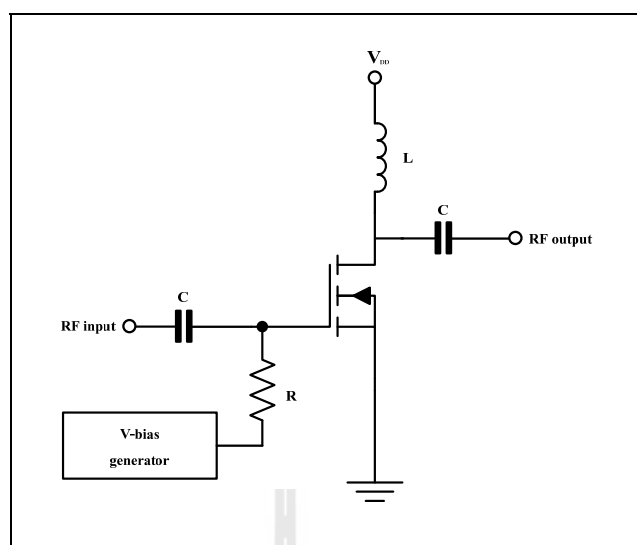 VDD
L
C
RF output
C
RF input
R
V-bias
generator